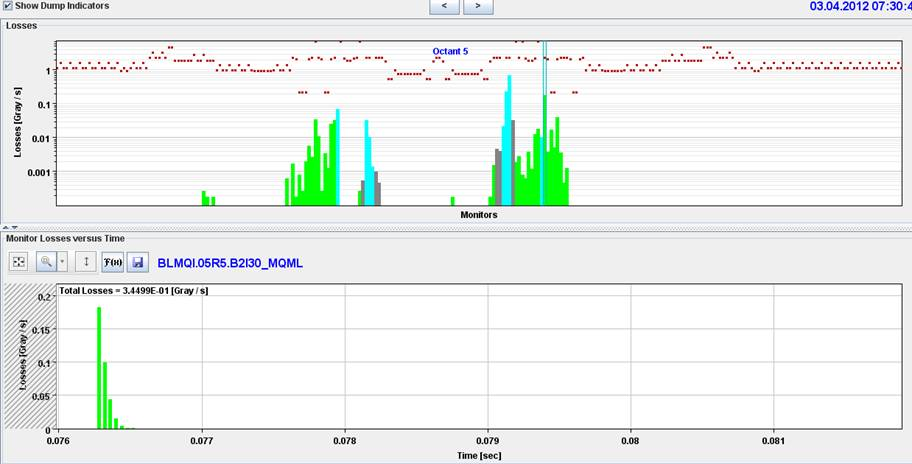 Show Dump Indicators
<
>
03.04.2012 07:30:4
Losses
Octant 5
Losses [Gray / s]
1
0.1
0.01
0.001
Monitors
Monitor Losses versus Time
F(x)
BLMQI.05R5.B2I30_MQML
Total Losses = 3.4499E-01 [Gray / s]
Losses [Gray / s]
0.2
0.15
0.1
0.05
0
0.076
0.077
0.078
0.079
0.08
0.081
Time [sec]